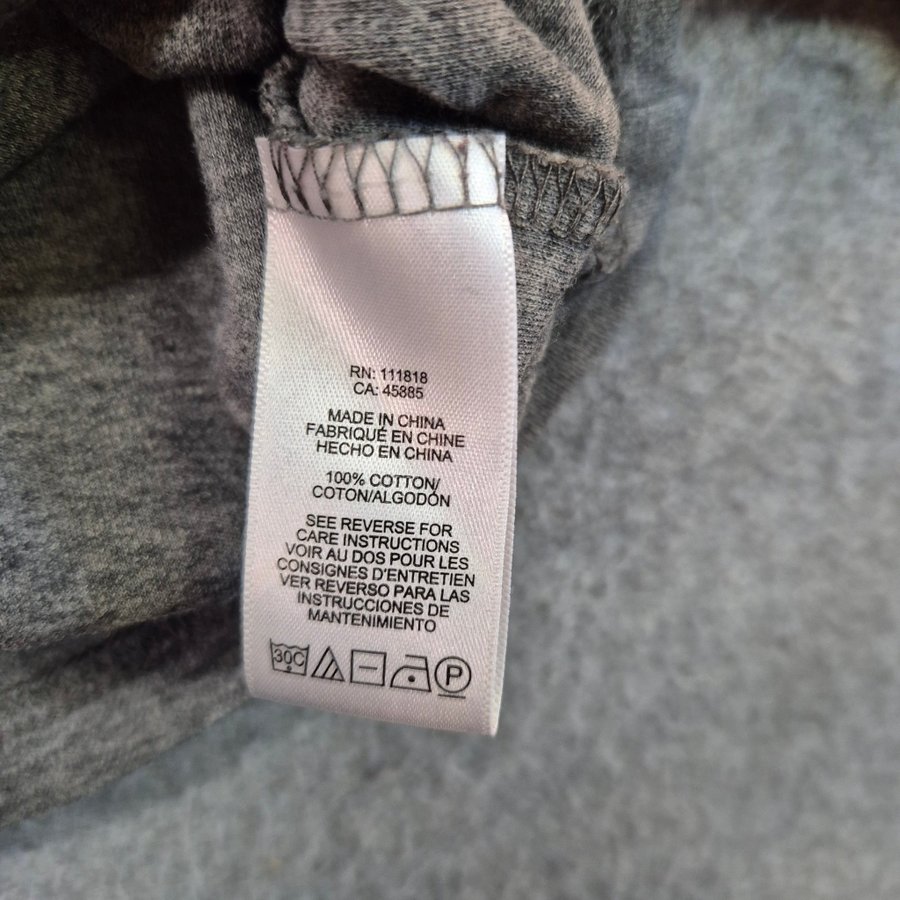 RN: 111818
CA: 45885
MADE IN CHINA
FABRIQUÉ EN CHINE
HECHO EN CHINA
100% COTTON/
COTON/ALGODÓN
SEE REVERSE FOR
CARE INSTRUCTIONS
VOIR AU DOS POUR LES
CONSIGNES D'ENTRETIEN
VER REVERSO PARA LAS
INSTRUCCIONES DE
MANTENIMIENTO
30C P